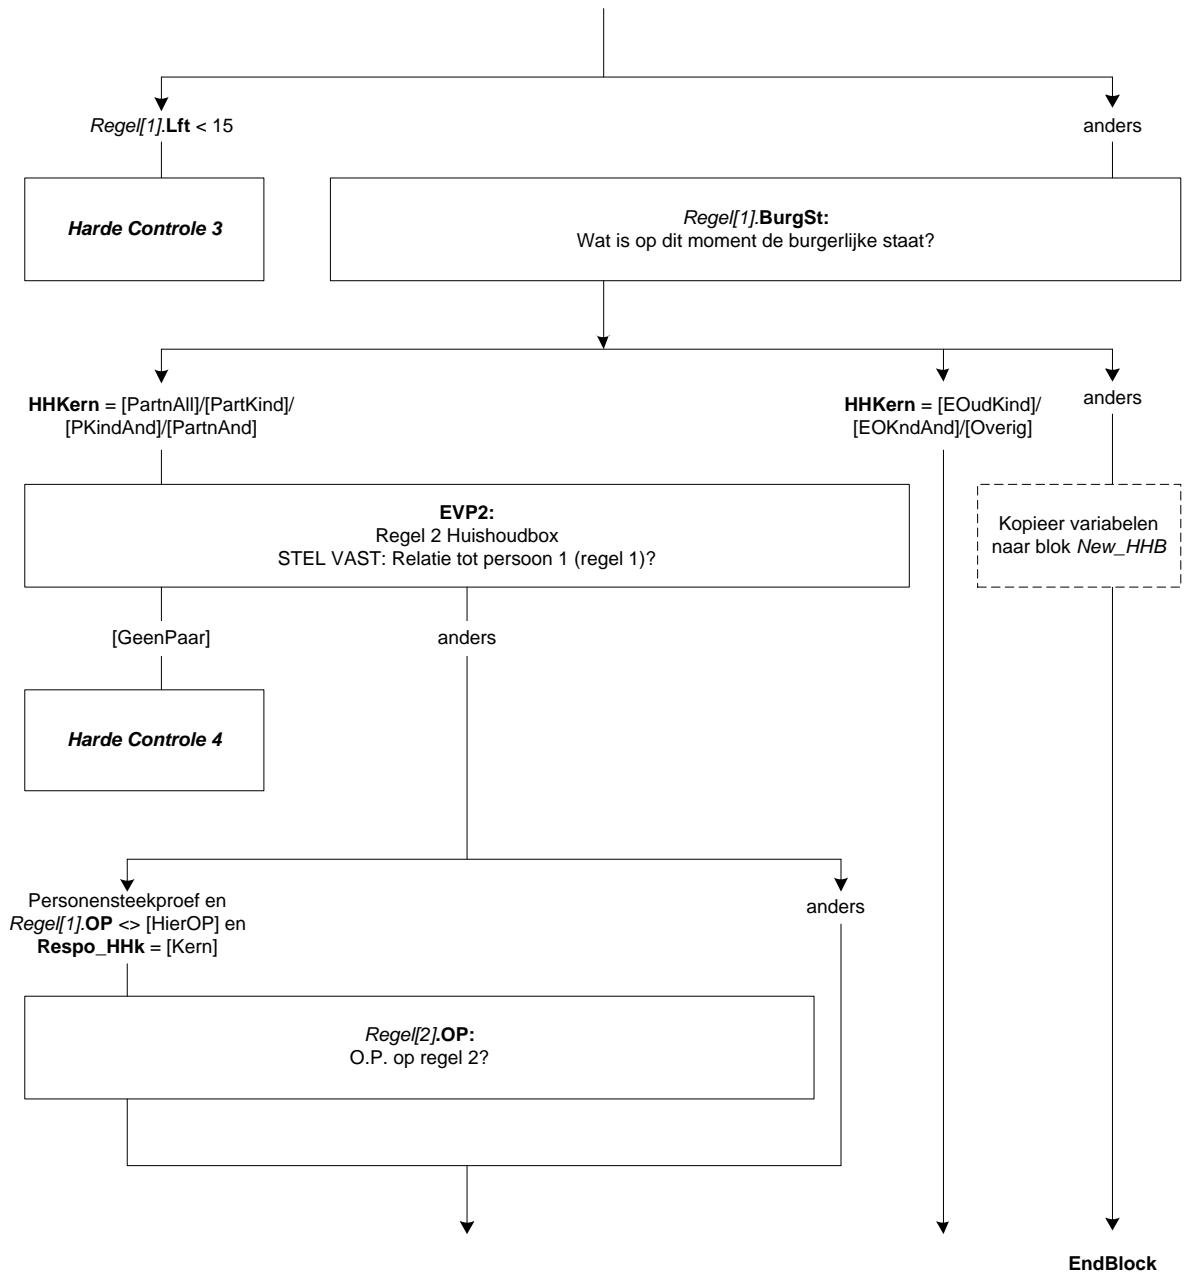 Regel[1].Lft < 15
anders
Harde Controle 3
Regel[1].BurgSt:
Wat is op dit moment de burgerlijke staat?
HHKern = [PartnAll]/[PartKind]/
[PKindAnd]/[PartnAnd]
HHKern = [EOudKind]/
[EOKndAnd]/[Overig]
anders
EVP2:
Regel 2 Huishoudbox
STEL VAST: Relatie tot persoon 1 (regel 1)?
Kopieer variabelen
naar blok New_HHB
[GeenPaar]
anders
Harde Controle 4
Personensteekproef en
Regel[1].OP <> [HierOP] en
Respo_HHk = [Kern]
anders
Regel[2].OP:
O.P. op regel 2?
EndBlock